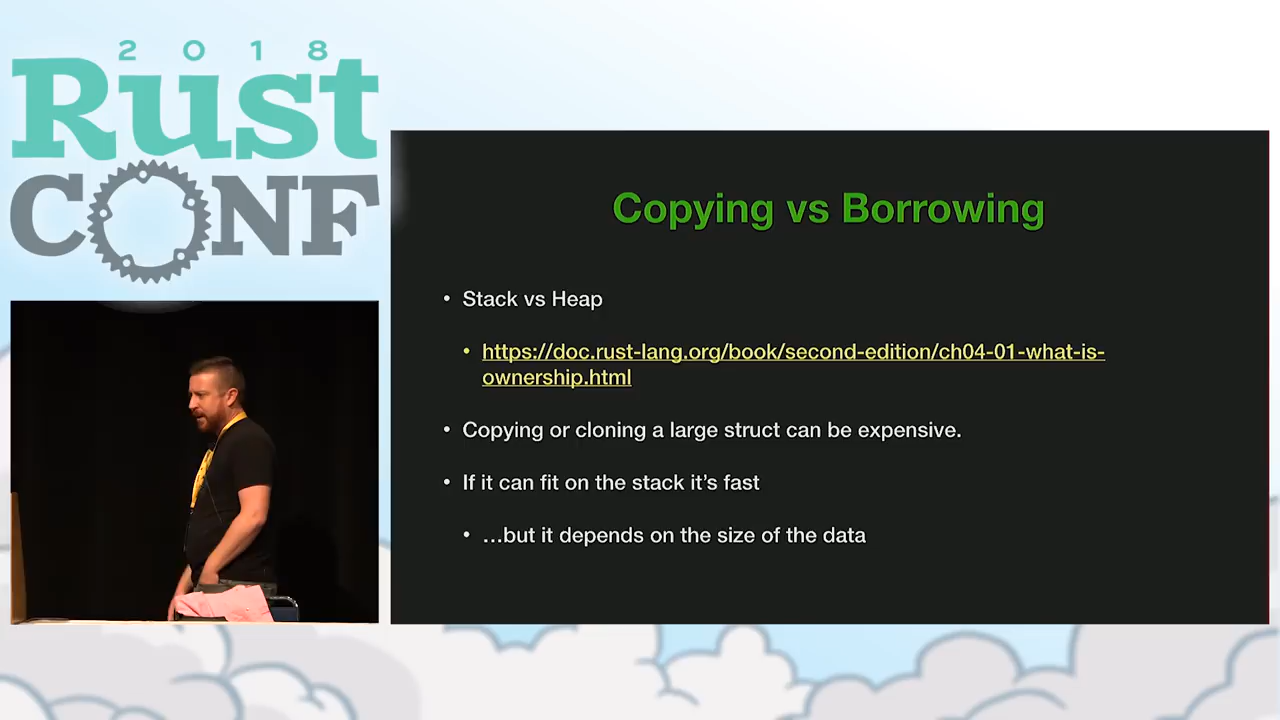 2018
Rust
CONF
Copying vs Borrowing
• Stack vs Heap
• https://doc.rust-lang.org/book/second-edition/ch04-01-what-is-
ownership.html
• Copying or cloning a large struct can be expensive.
• If it can fit on the stack it’s fast
• …but it depends on the size of the data